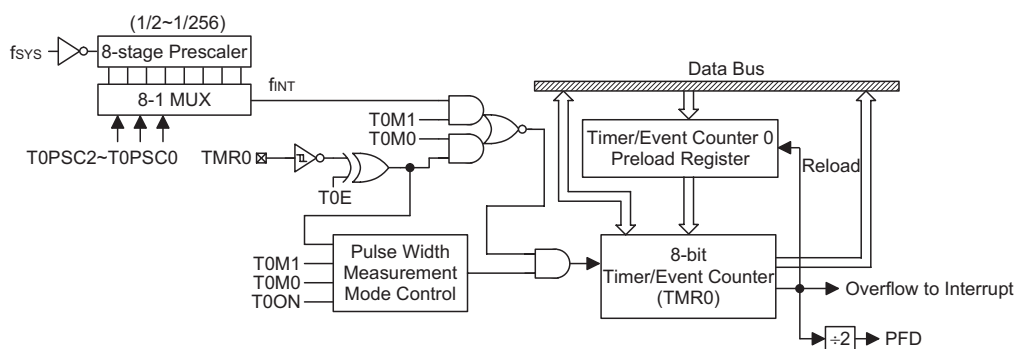 (1/2~1/256)
fSYS
8-stage Prescaler
8-1 MUX
fINT
T0PSC2~T0PSC0
TMR0
T0E
T0M1
T0M0
T0M1
T0M0
T0ON
Pulse Width
Measurement
Mode Control
Data Bus
Timer/Event Counter 0
Preload Register
Reload
8-bit
Timer/Event Counter
(TMR0)
Overflow to Interrupt
÷2
PFD